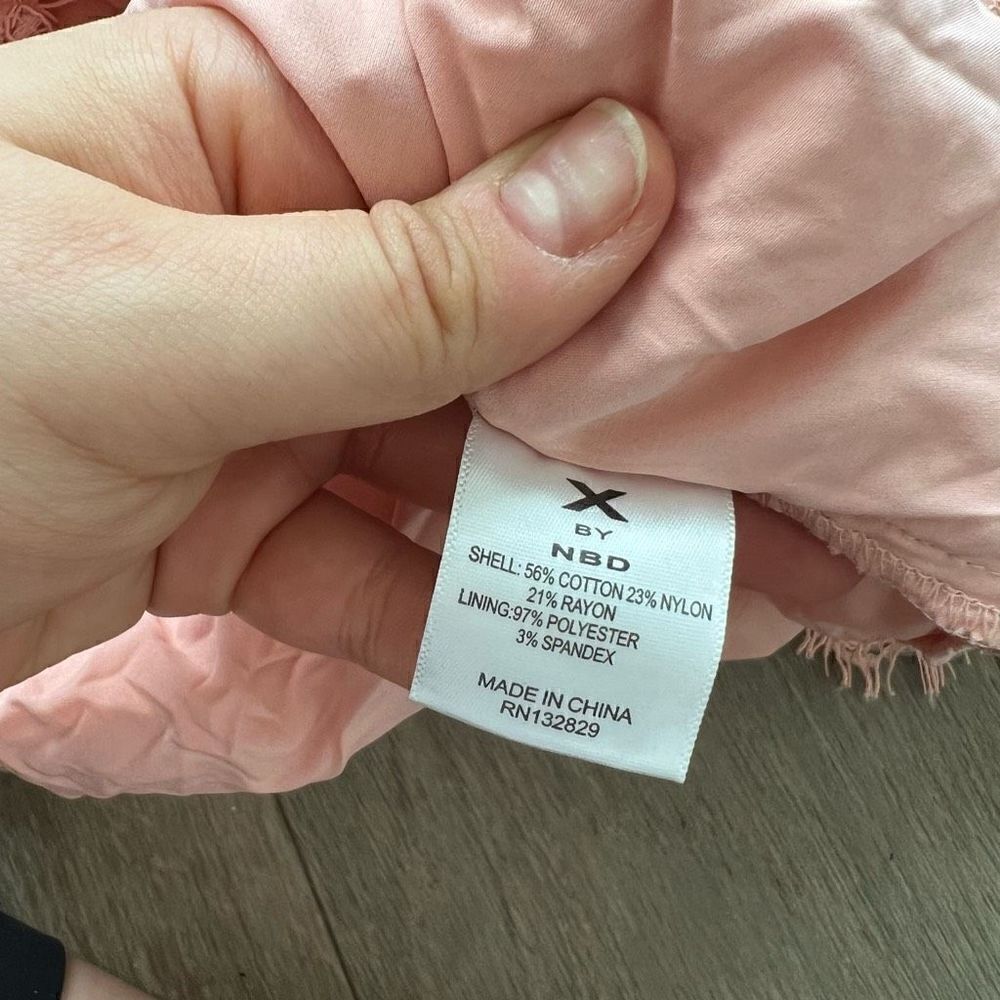 X
BY
NBD
SHELL: 56% COTTON 23% NYLON
21% RAYON
LINING:97% POLYESTER
3% SPANDEX
MADE IN CHINA
RN132829